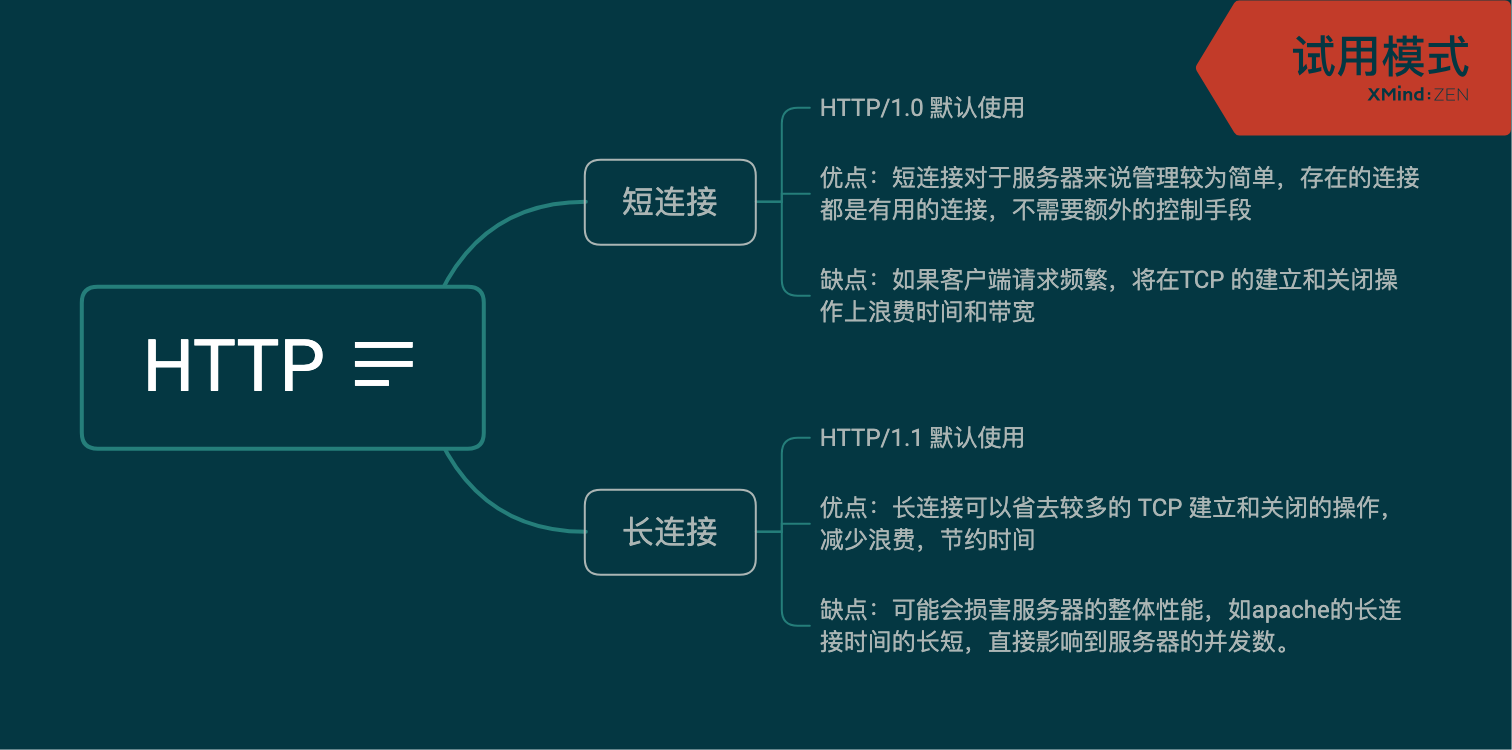 试用模式
XMind:ZEN
HTTP
短连接
HTTP/1.0 默认使用
优点：短连接对于服务器来说管理较为简单，存在的连接
都是有用的连接，不需要额外的控制手段
缺点：如果客户端请求频繁，将在TCP 的建立和关闭操
作上浪费时间和带宽
长连接
HTTP/1.1 默认使用
优点：长连接可以省去较多的 TCP 建立和关闭的操作，
减少浪费，节约时间
缺点：可能会损害服务器的整体性能，如apache的长连
接时间的长短，直接影响到服务器的并发数。